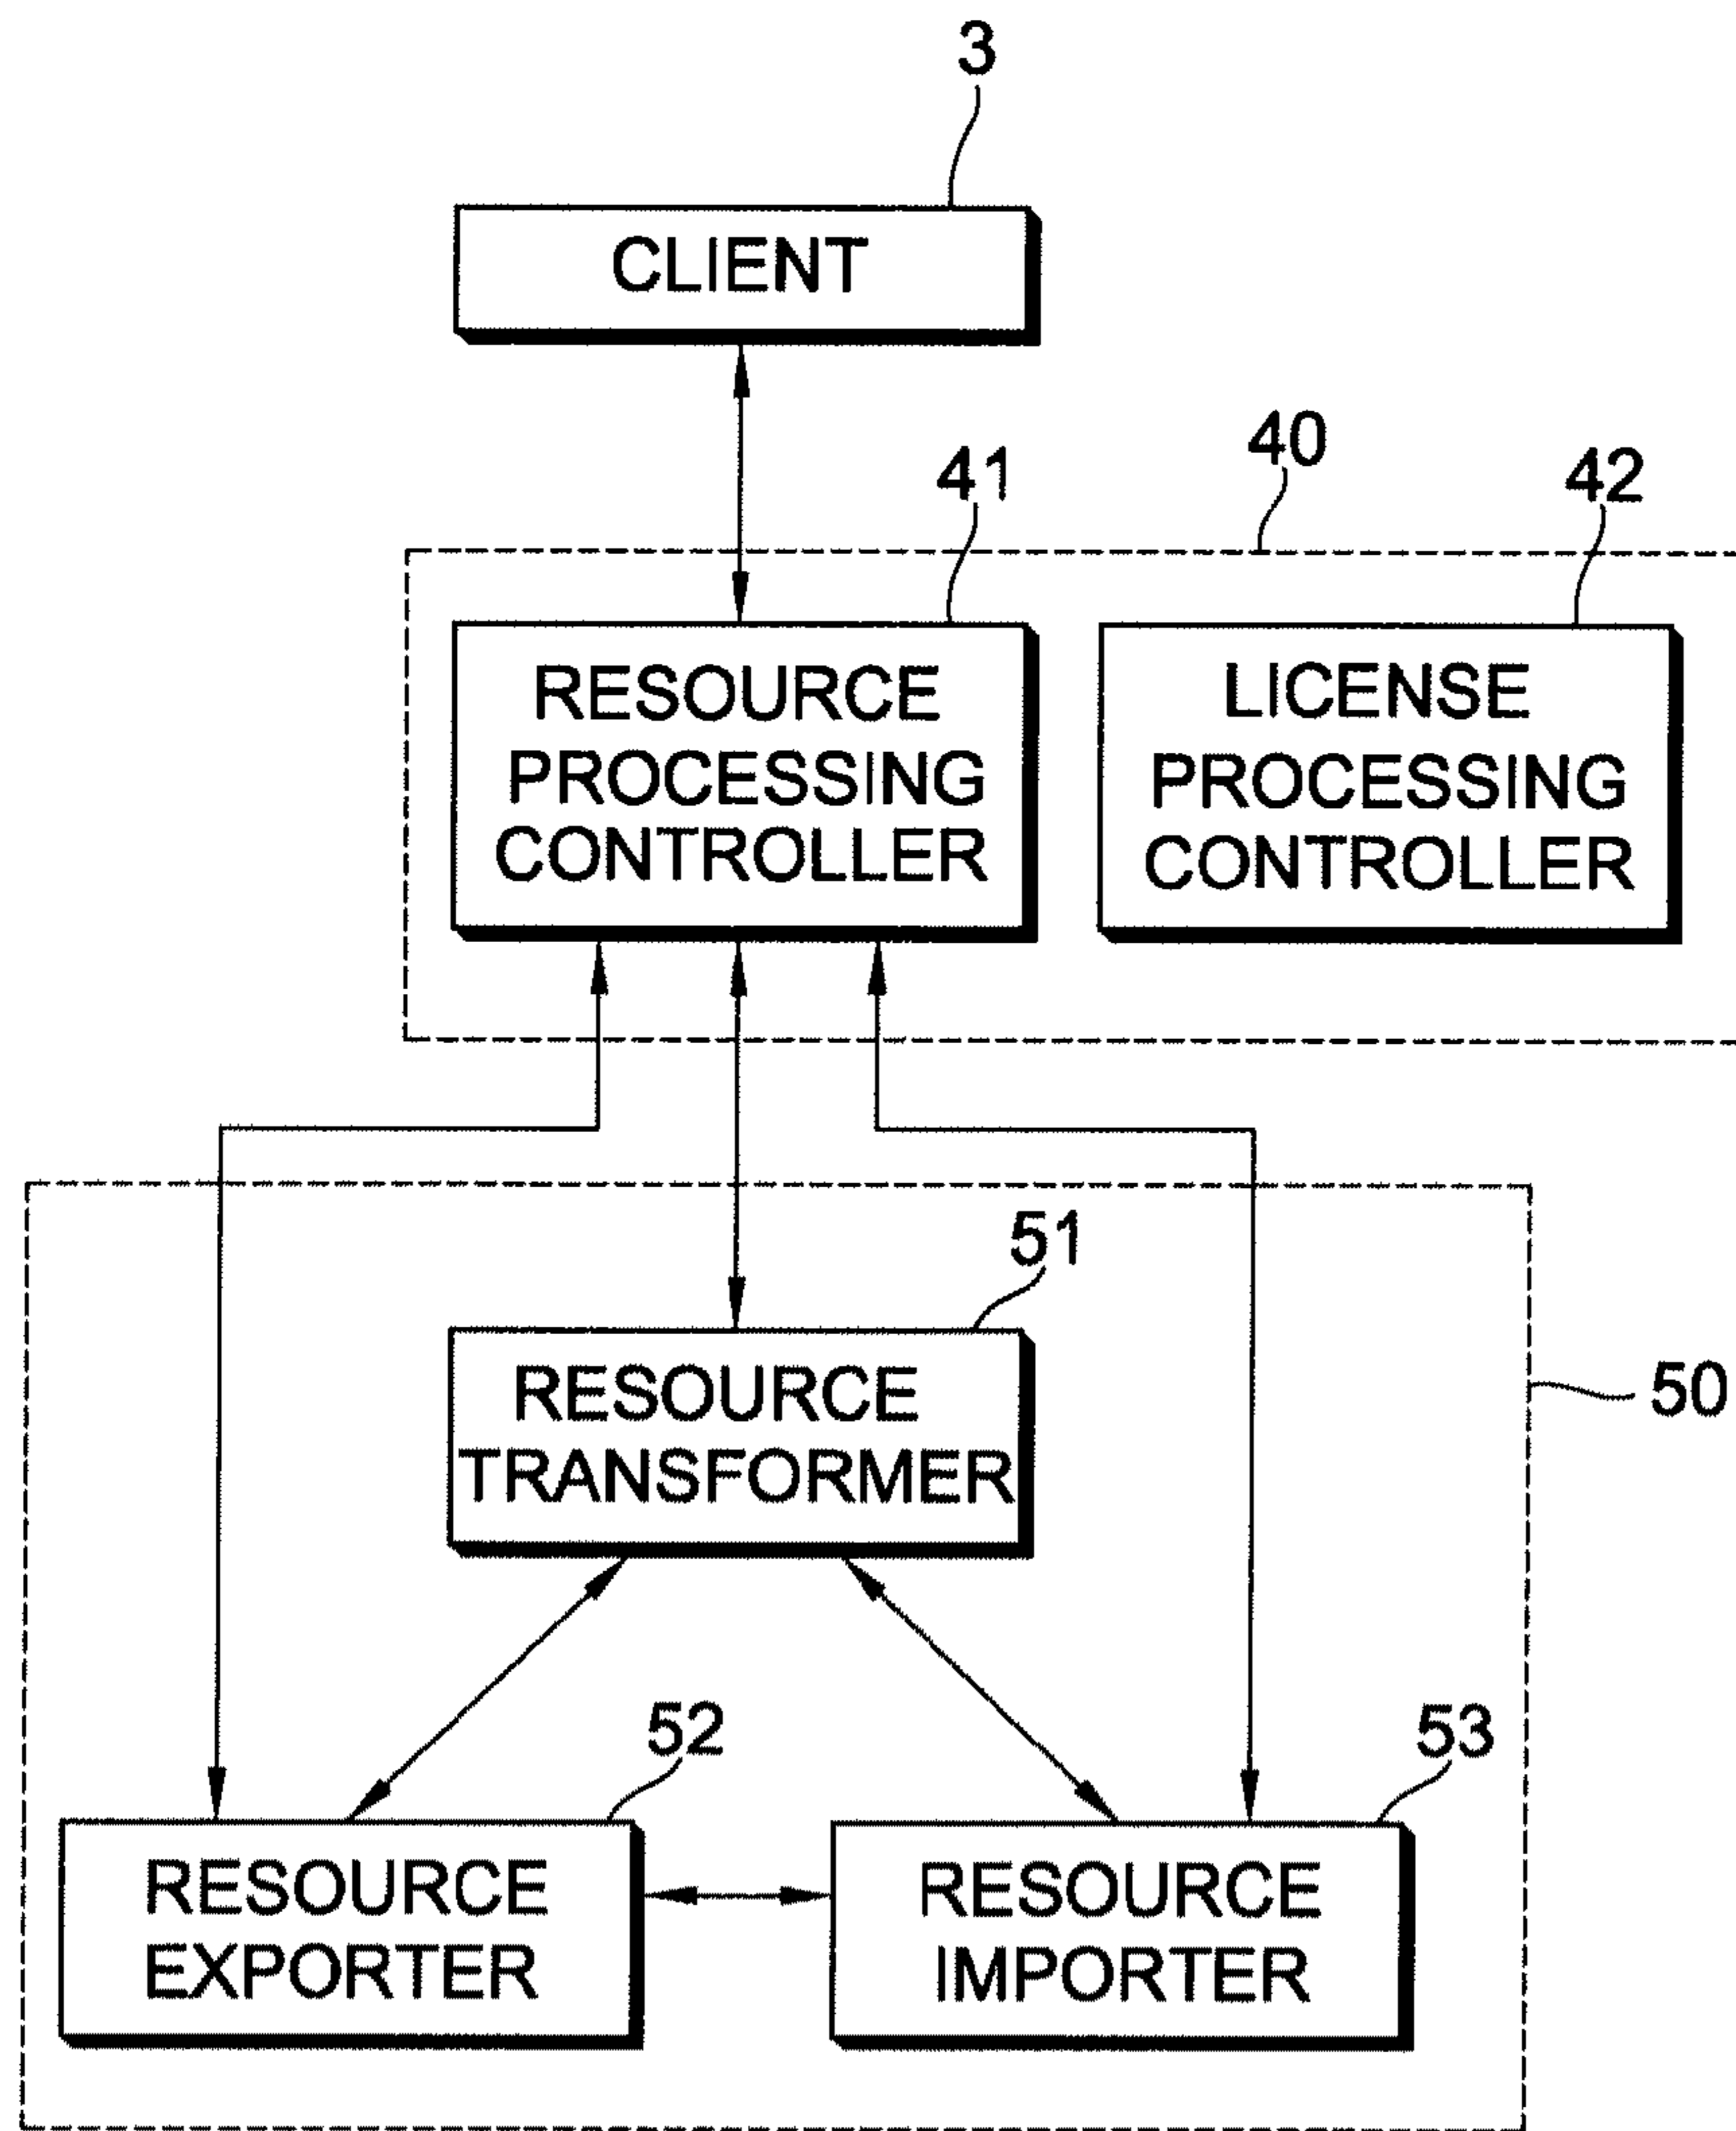 3
CLIENT
40
41
42
RESOURCE
PROCESSING
CONTROLLER
LICENSE
PROCESSING
CONTROLLER
51
RESOURCE
TRANSFORMER
50
52
53
RESOURCE
EXPORTER
RESOURCE
IMPORTER